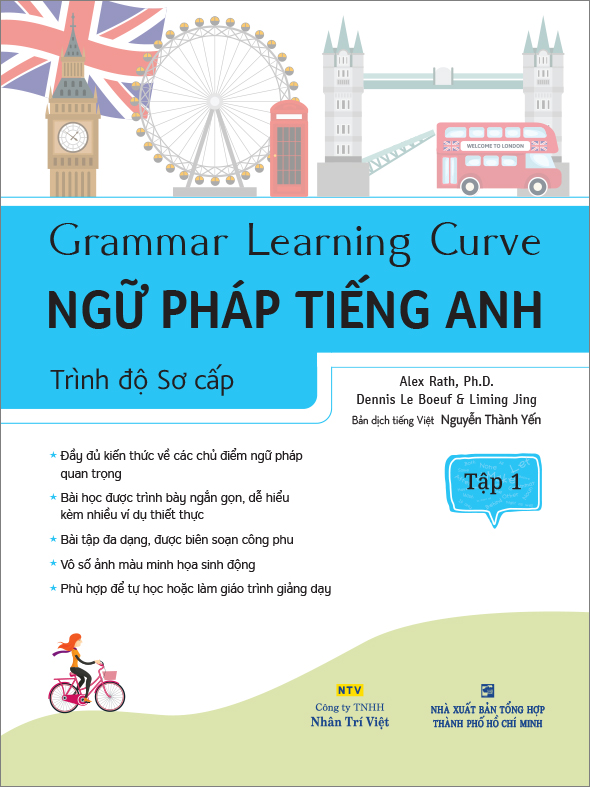 WELCOME TO LONDON
Grammar Learning Curve
NGỮ PHÁP TIẾNG ANH
Trình độ Sơ cấp
Alex Rath, Ph.D.
Dennis Le Boeuf & Liming Jing
Bản dịch tiếng Việt Nguyễn Thành Yến
Đầy đủ kiến thức về các chủ điểm ngữ pháp
quan trọng
Bài học được trình bày ngắn gọn, dễ hiểu
kèm nhiều ví dụ thiết thực
Bài tập đa dạng, được biên soạn công phu
Vô số ảnh màu minh họa sinh động
Phù hợp để tự học hoặc làm giáo trình giảng dạy
Tập 1
NTV
Công ty TNHH
Nhân Trí Việt
NHÀ XUẤT BẢN TỔNG HỢP
THÀNH PHỐ HỒ CHÍ MINH